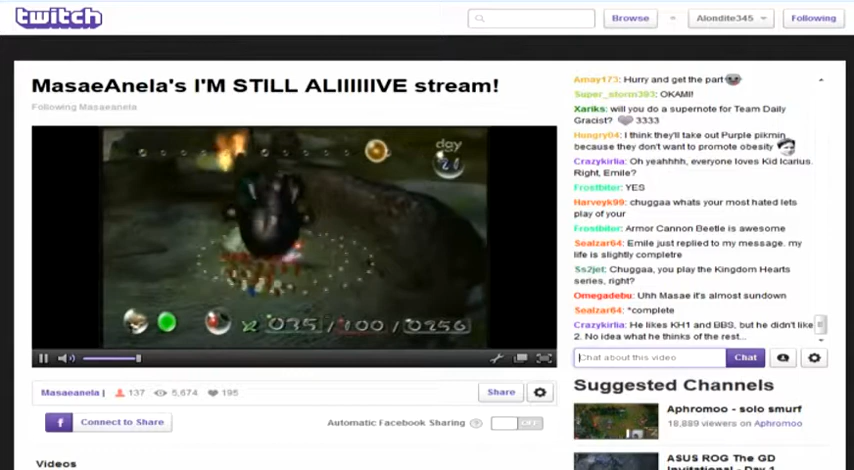 twitch
Browse
Alondite345
Following
MasaeAnela's I'M STILL ALIIIIIIVE stream!
Following Masaeanela
day
21
x 035/100/0256
Amay173: Hurry and get the part
Super_storm393: OKAMI!
Xariks: will you do a supernote for Team Daily
Gracist? 3333
Hungry04: I think they'll take out Purple pikmin
because they don't want to promote obesity
Crazykirlia: Oh yeahhhh, everyone loves Kid Icarius.
Right, Emile?
Frostbiter: YES
Harveyk99: chuggaa whats your most hated lets
play of your
Frostbiter: Armor Cannon Beetle is awesome
Sealzar64: Emile just replied to my message. my
life is slightly completre
Ss2jet: Chuggaa, you play the Kingdom Hearts
series, right?
Omegadebu: Uhh Masae it's almost sundown
Sealzar64: *complete
Crazykirlia: He likes KH1 and BBS, but he didn't like
2. No idea what he thinks of the rest...
Chat about this video
Chat
Masaeanela | 137 5,674 195
Share
f Connect to Share
Automatic Facebook Sharing ? OFF
Videos
Suggested Channels
Aphromoo - solo smurf
18,889 viewers on Aphromoo
ASUS ROG The GD
Invitational - Day 1